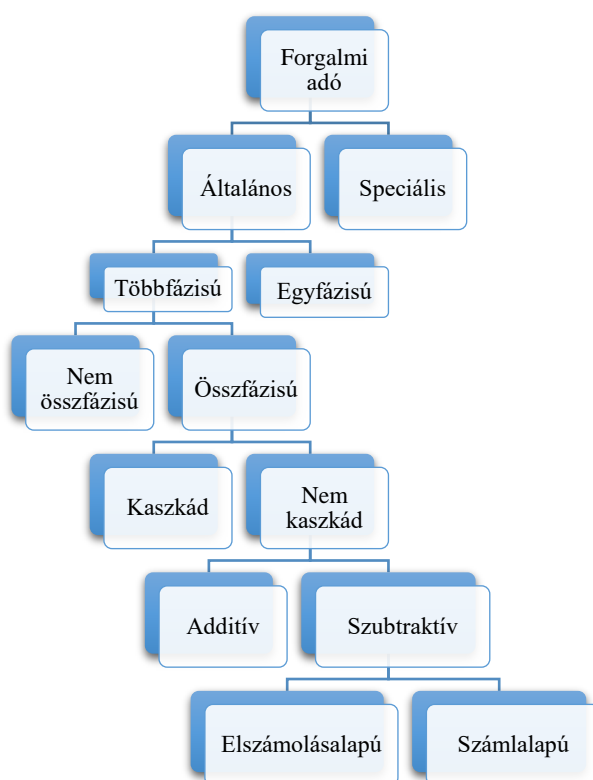 Forgalmi
adó
Általános
Speciális
Többfázisú
Egyfázisú
Nem
összfázisú
Összfázisú
Kaszkád
Nem
kaszkád
Additív
Szubtraktív
Elszámolásalapú
Számlalapú